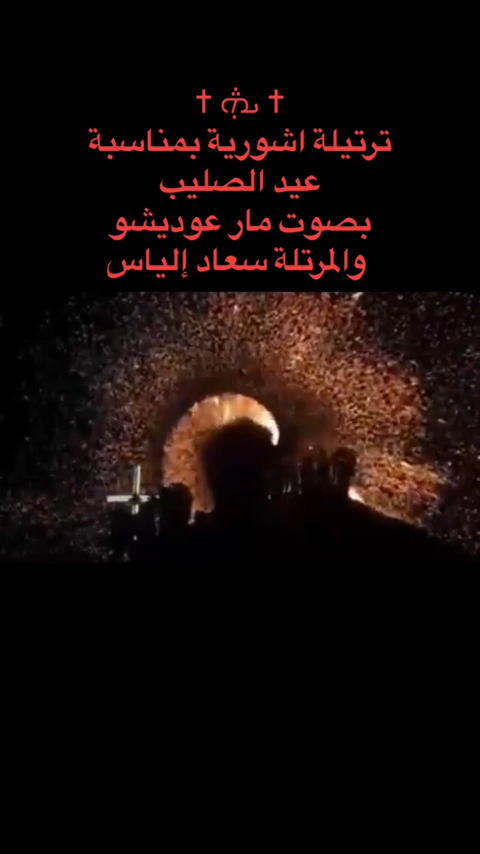 ✝ ܞ ✝
ترتيلة اشورية بمناسبة
عيد الصليب
بصوت مار عوديشو
والمرتلة سعاد إلياس